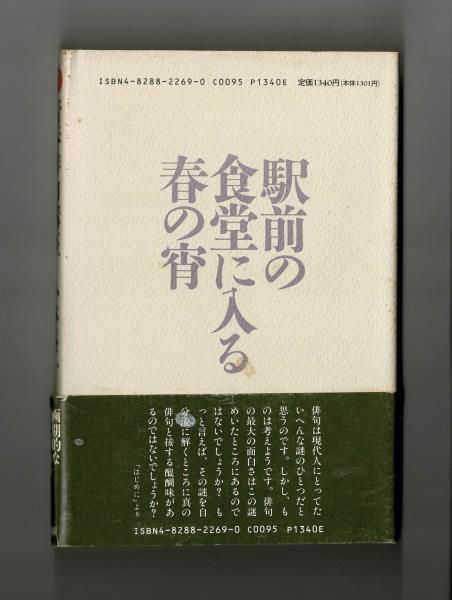 ISBN4-8288-2269-0 C0095 P1340E 定価1340円(本体1301円)
駅前の
食堂に入る
春の宵
俳句は現代人にとってた
いへんな謎のひとつだと
思うのです。しかし、も
のは考えようです。俳句
の最大の面白さはこの謎
めいたところにあるので
はないでしょうか? も
っと言えば、その謎を自
分流に解くところに真の
俳句と接する醍醐味があ
るのではないでしょうか?
「はじめに」より
ISBN4-8288-2269-0 C0095 P1340E
画期的な